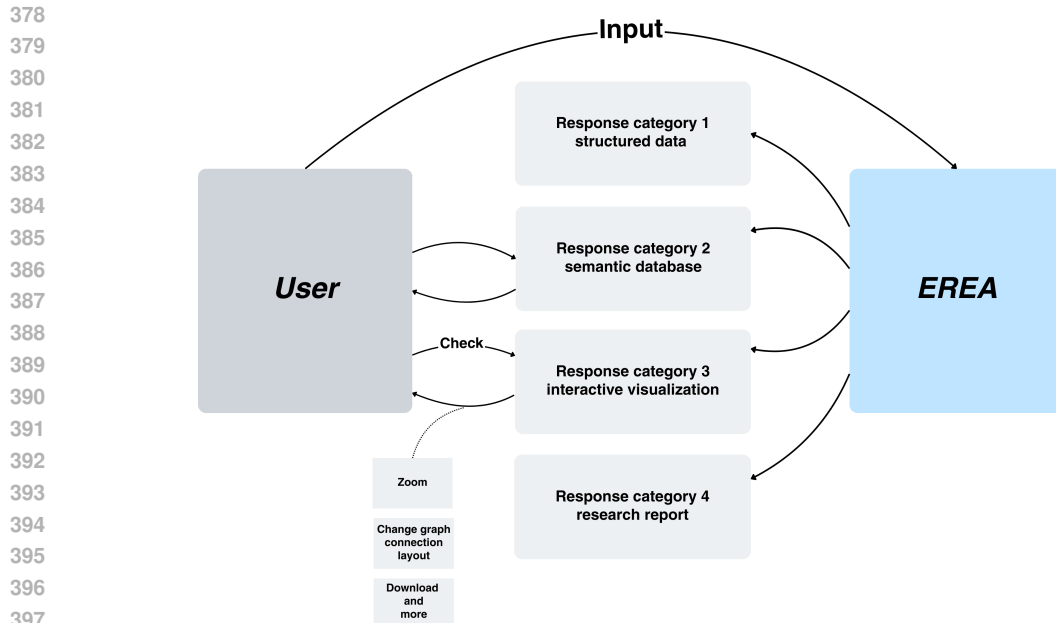 378
379
380
381
382
383
384
385
386
387
388
389
390
391
392
393
394
395
396
397
Input
Response category 1
structured data
Response category 2
semantic database
User
EREA
Check
Response category 3
interactive visualization
Zoom
Response category 4
research report
Change graph
connection
layout
Download
and
more